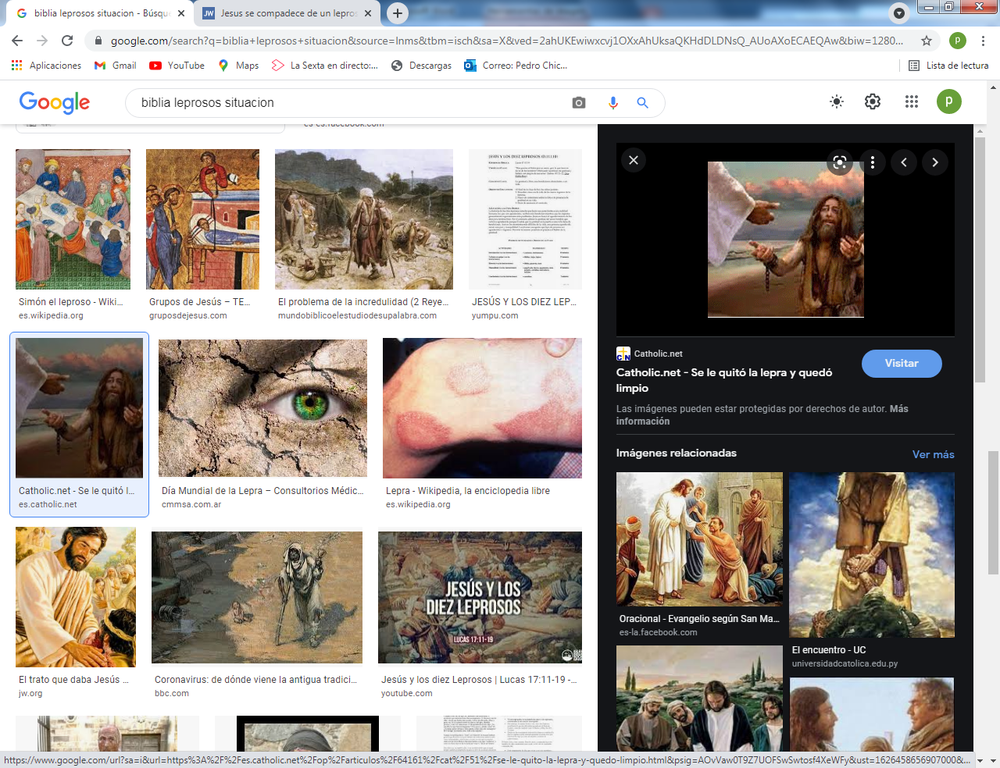 biblia leprosos situacion - Búsqu
Jesus se compadece de un lepros
google.com/search?q=biblia+leprosos+situacion&source=lnms&tbm=isch&sa=X&ved=2ahUKEwiwxcvj1OXxAhUksaQKHdDLDNsQ_AUoAXoECAEQAw&biw=1280...
p
Aplicaciones
Gmail
YouTube
Maps
La Sexta en directo:...
Descargas
Correo: Pedro Chic...
Lista de lectura
Google
biblia leprosos situacion
p
es-es.facebook.com
JESÚS Y LOS DIEZ LEPROSOS
Simón el leproso - Wiki...
es.wikipedia.org
Grupos de Jesús – TE...
gruposdejesus.com
El problema de la incredulidad (2 Reye...
mundobiblicoelestudiodesupalabra.com
JESÚS Y LOS DIEZ LEP...
yumpu.com
Catholic.net
Catholic.net - Se le quitó la lepra y quedó
limpio
Visitar
Las imágenes pueden estar protegidas por derechos de autor. Más
información
Imágenes relacionadas
Ver más
Catholic.net - Se le quitó l...
es.catholic.net
Día Mundial de la Lepra – Consultorios Médic...
cmmsa.com.ar
Lepra - Wikipedia, la enciclopedia libre
es.wikipedia.org
Oracional - Evangelio según San Ma...
es-la.facebook.com
El encuentro - UC
universidadcatolica.edu.py
JESÚS Y LOS
DIEZ LEPROSOS
LUCAS 17:11-19
El trato que daba Jesús ...
jw.org
Coronavirus: de dónde viene la antigua tradici...
bbc.com
Jesús y los diez Leprosos | Lucas 17:11-19 -...
youtube.com
https://www.google.com/url?sa=i&url=https%3A%2F%2Fes.catholic.net%2Fop%2Farticulos%2F64161%2Fcat%2F51%2Fse-le-quito-la-lepra-y-quedo-limpio.html&psig=AOvVaw0T9Z7UOFSwSwtosf4XeWFy&ust=1626458656907000&...